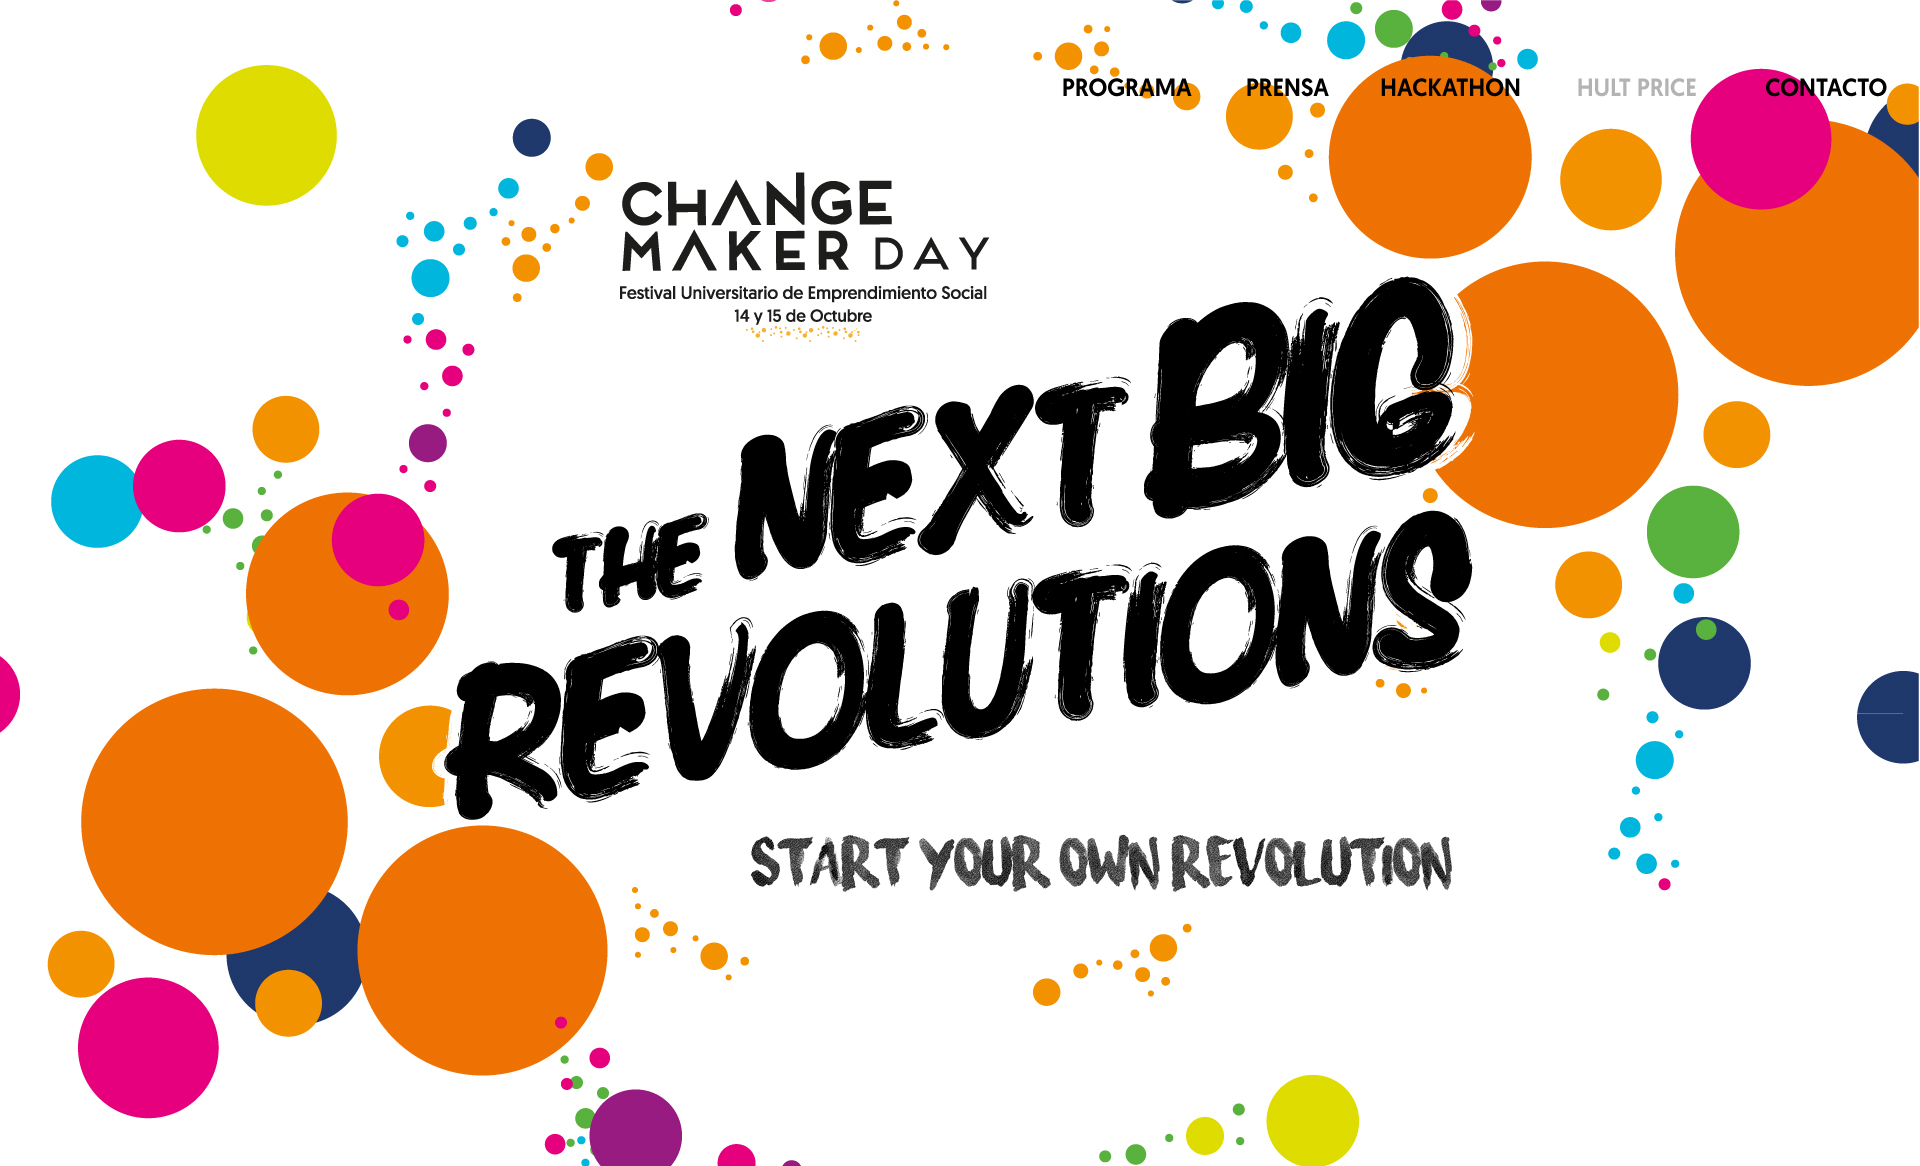 PROGRAMA PRENSA HACKATHON HULT PRICE CONTACTO
CHANGE
MAKER DAY
Festival Universitario de Emprendimiento Social
14 y 15 de Octubre
THE NEXT BIG
REVOLUTIONS
START YOUR OWN REVOLUTION